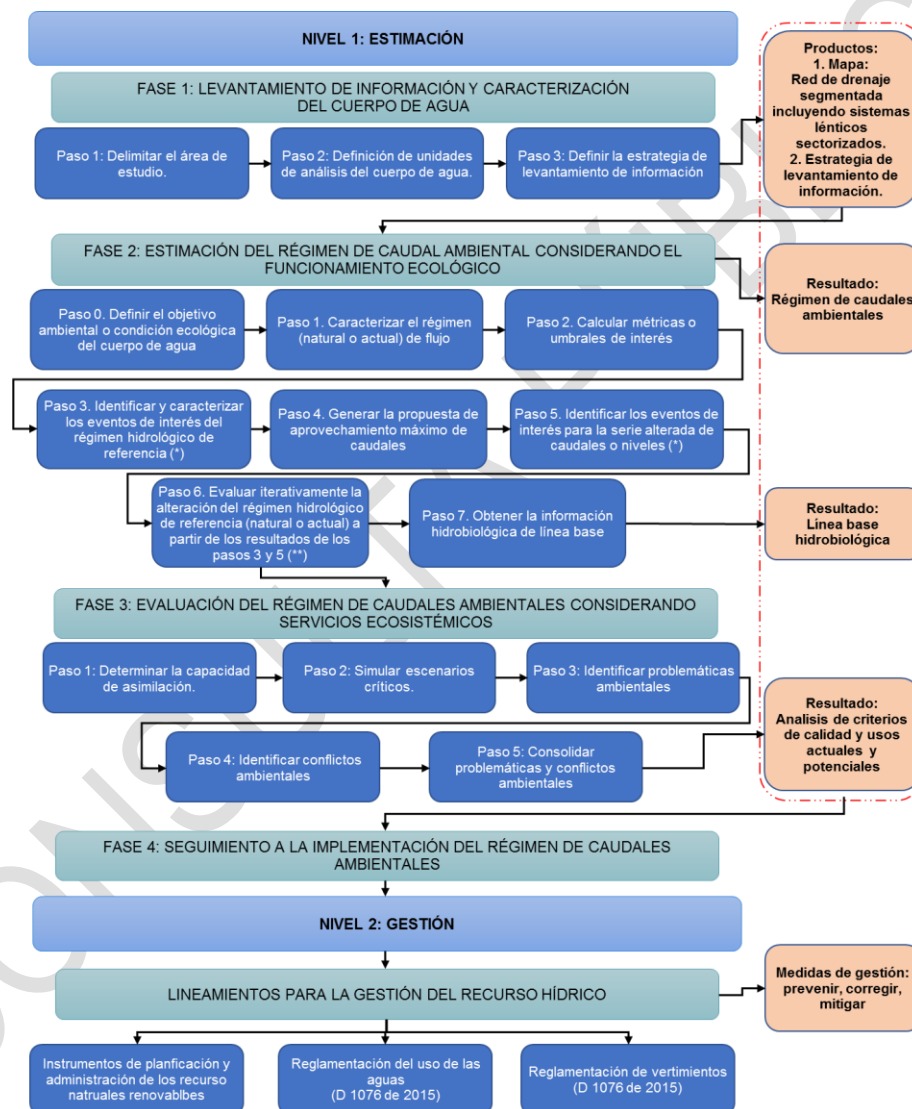 NIVEL 1: ESTIMACIÓN
FASE 1: LEVANTAMIENTO DE INFORMACIÓN Y CARACTERIZACIÓN
DEL CUERPO DE AGUA
Paso 1: Delimitar el área de
estudio.
Paso 2: Definición de unidades
de análisis del cuerpo de agua.
Paso 3: Definir la estrategia de
levantamiento de información
Productos:
1. Mapa:
Red de drenaje
segmentada
incluyendo sistemas
lénticos
sectorizados.
2. Estrategia de
levantamiento de
información.
FASE 2: ESTIMACIÓN DEL RÉGIMEN DE CAUDAL AMBIENTAL CONSIDERANDO EL
FUNCIONAMIENTO ECOLÓGICO
Resultado:
Régimen de caudales
ambientales
Paso 0. Definir el objetivo
ambiental o condición ecológica
del cuerpo de agua
Paso 1. Caracterizar el régimen
(natural o actual) de flujo
Paso 2. Calcular métricas o
umbrales de interés
Paso 3. Identificar y caracterizar
los eventos de interés del
régimen hidrológico de
referencia (*)
Paso 4. Generar la propuesta de
aprovechamiento máximo de
caudales
Paso 5. Identificar los eventos de
interés para la serie alterada de
caudales o niveles (*)
Paso 6. Evaluar iterativamente la
alteración del régimen hidrológico
de referencia (natural o actual) a
partir de los resultados de los
pasos 3 y 5 (**)
Paso 7. Obtener la información
hidrobiológica de línea base
Resultado:
Línea base
hidrobiológica
FASE 3: EVALUACIÓN DEL RÉGIMEN DE CAUDALES AMBIENTALES CONSIDERANDO
SERVICIOS ECOSISTÉMICOS
Paso 1: Determinar la capacidad
de asimilación.
Paso 2: Simular escenarios
críticos.
Paso 3: Identificar problemáticas
ambientales
Paso 4: Identificar conflictos
ambientales
Paso 5: Consolidar
problemáticas y conflictos
ambientales
Resultado:
Analisis de criterios
de calidad y usos
actuales y
potenciales
FASE 4: SEGUIMIENTO A LA IMPLEMENTACIÓN DEL RÉGIMEN DE CAUDALES
AMBIENTALES
NIVEL 2: GESTIÓN
LINEAMIENTOS PARA LA GESTIÓN DEL RECURSO HÍDRICO
Medidas de gestión:
prevenir, corregir,
mitigar
Instrumentos de planficación y
administración de los recurso
natruales renovablbes
Reglamentación del uso de las
aguas
(D 1076 de 2015)
Reglamentación de vertimientos
(D 1076 de 2015)